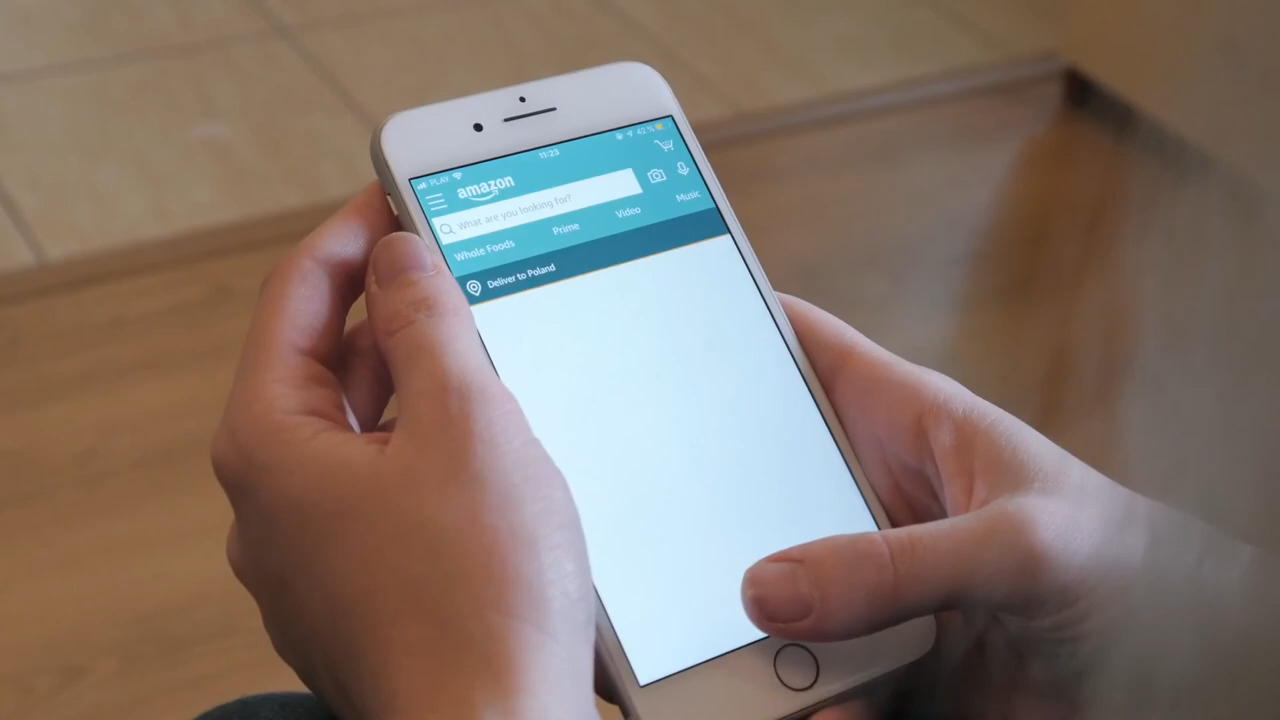 PLAY 11:23 42%
amazon
What are you looking for?
Whole Foods Prime Video Music
Deliver to Poland